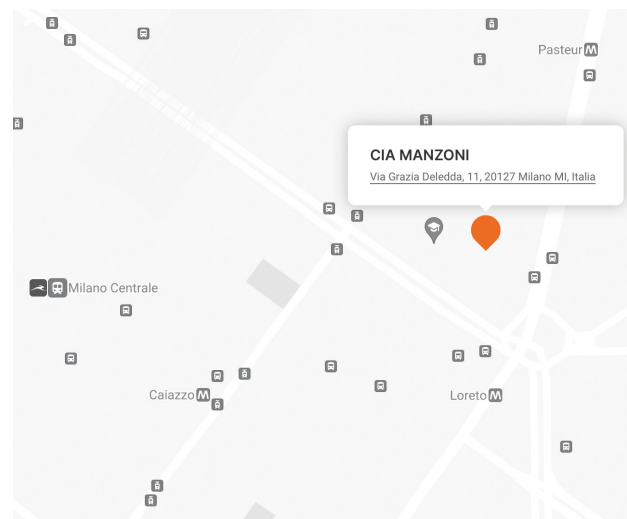 Pasteur M
CIA MANZONI
Via Grazia Deledda, 11, 20127 Milano MI, Italia
Milano Centrale
Caiazzo M
Loreto M